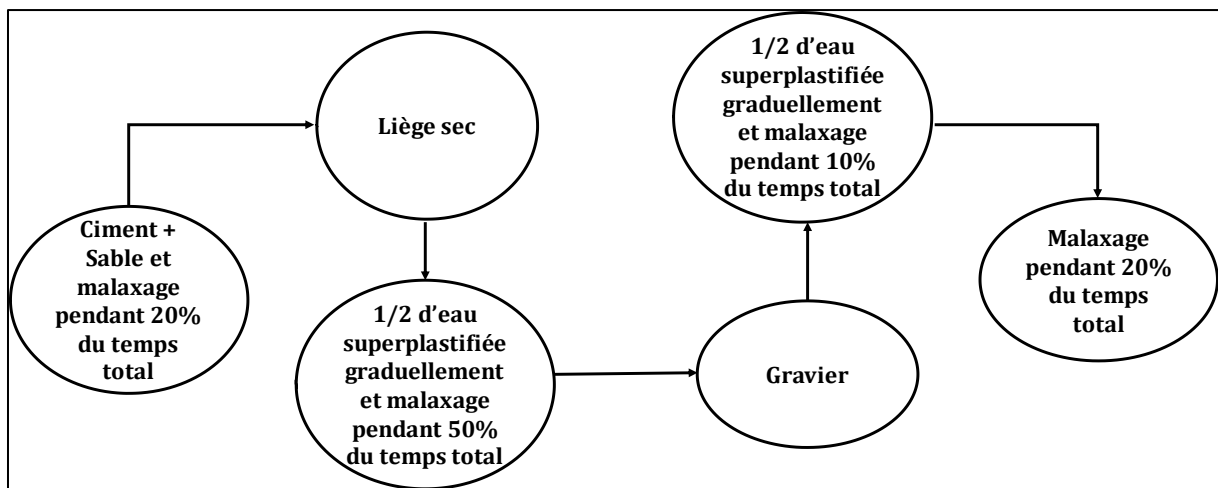 Ciment +
Sable et
malaxage
pendant 20%
du temps
total
Liège sec
1/2 d'eau
superplastifiée
graduellement
et malaxage
pendant 50%
du temps total
Gravier
1/2 d'eau
superplastifiée
graduellement
et malaxage
pendant 10%
du temps total
Malaxage
pendant 20%
du temps
total